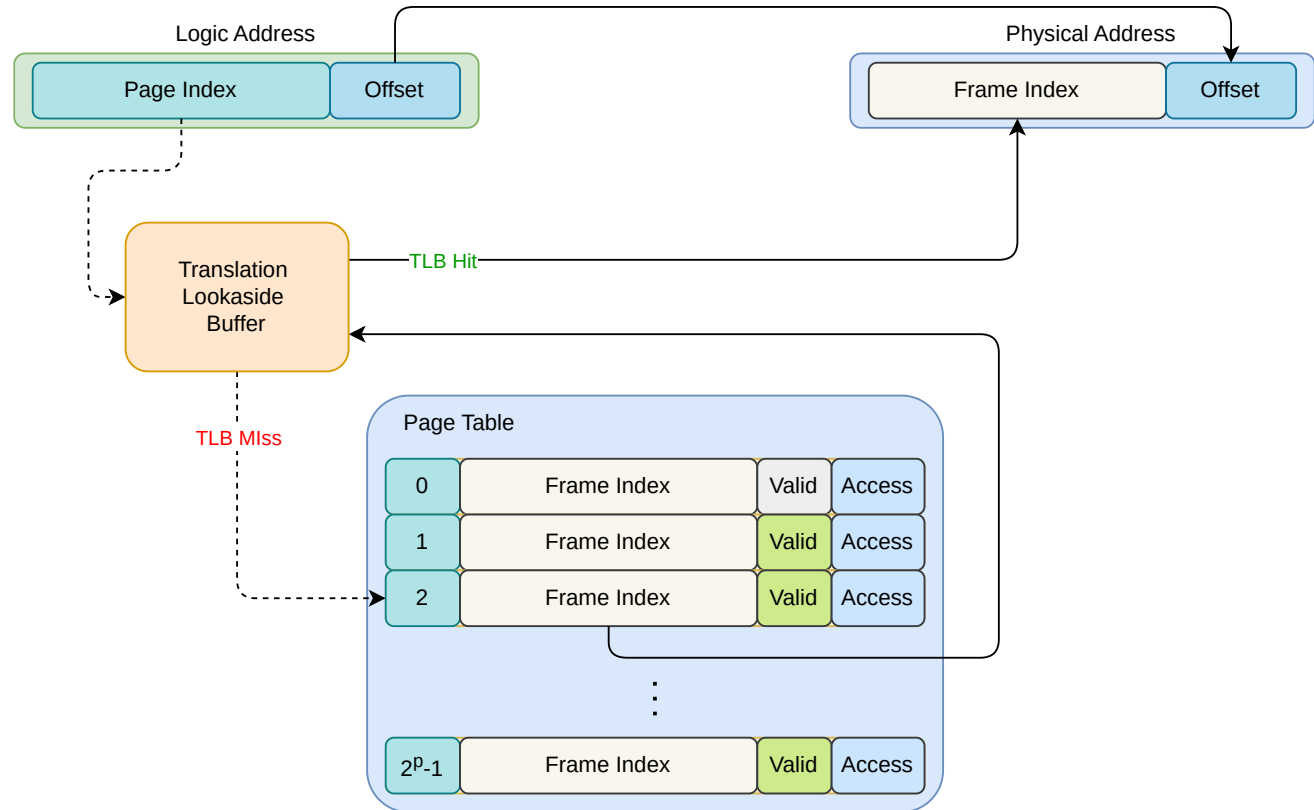 Logic Address
Physical Address
Page Index Offset
Frame Index Offset
Translation
Lookaside
Buffer
TLB Hit
TLB MIss
Page Table
0 Frame Index Valid Access
1 Frame Index Valid Access
2 Frame Index Valid Access
⋮
2ᵖ-1 Frame Index Valid Access